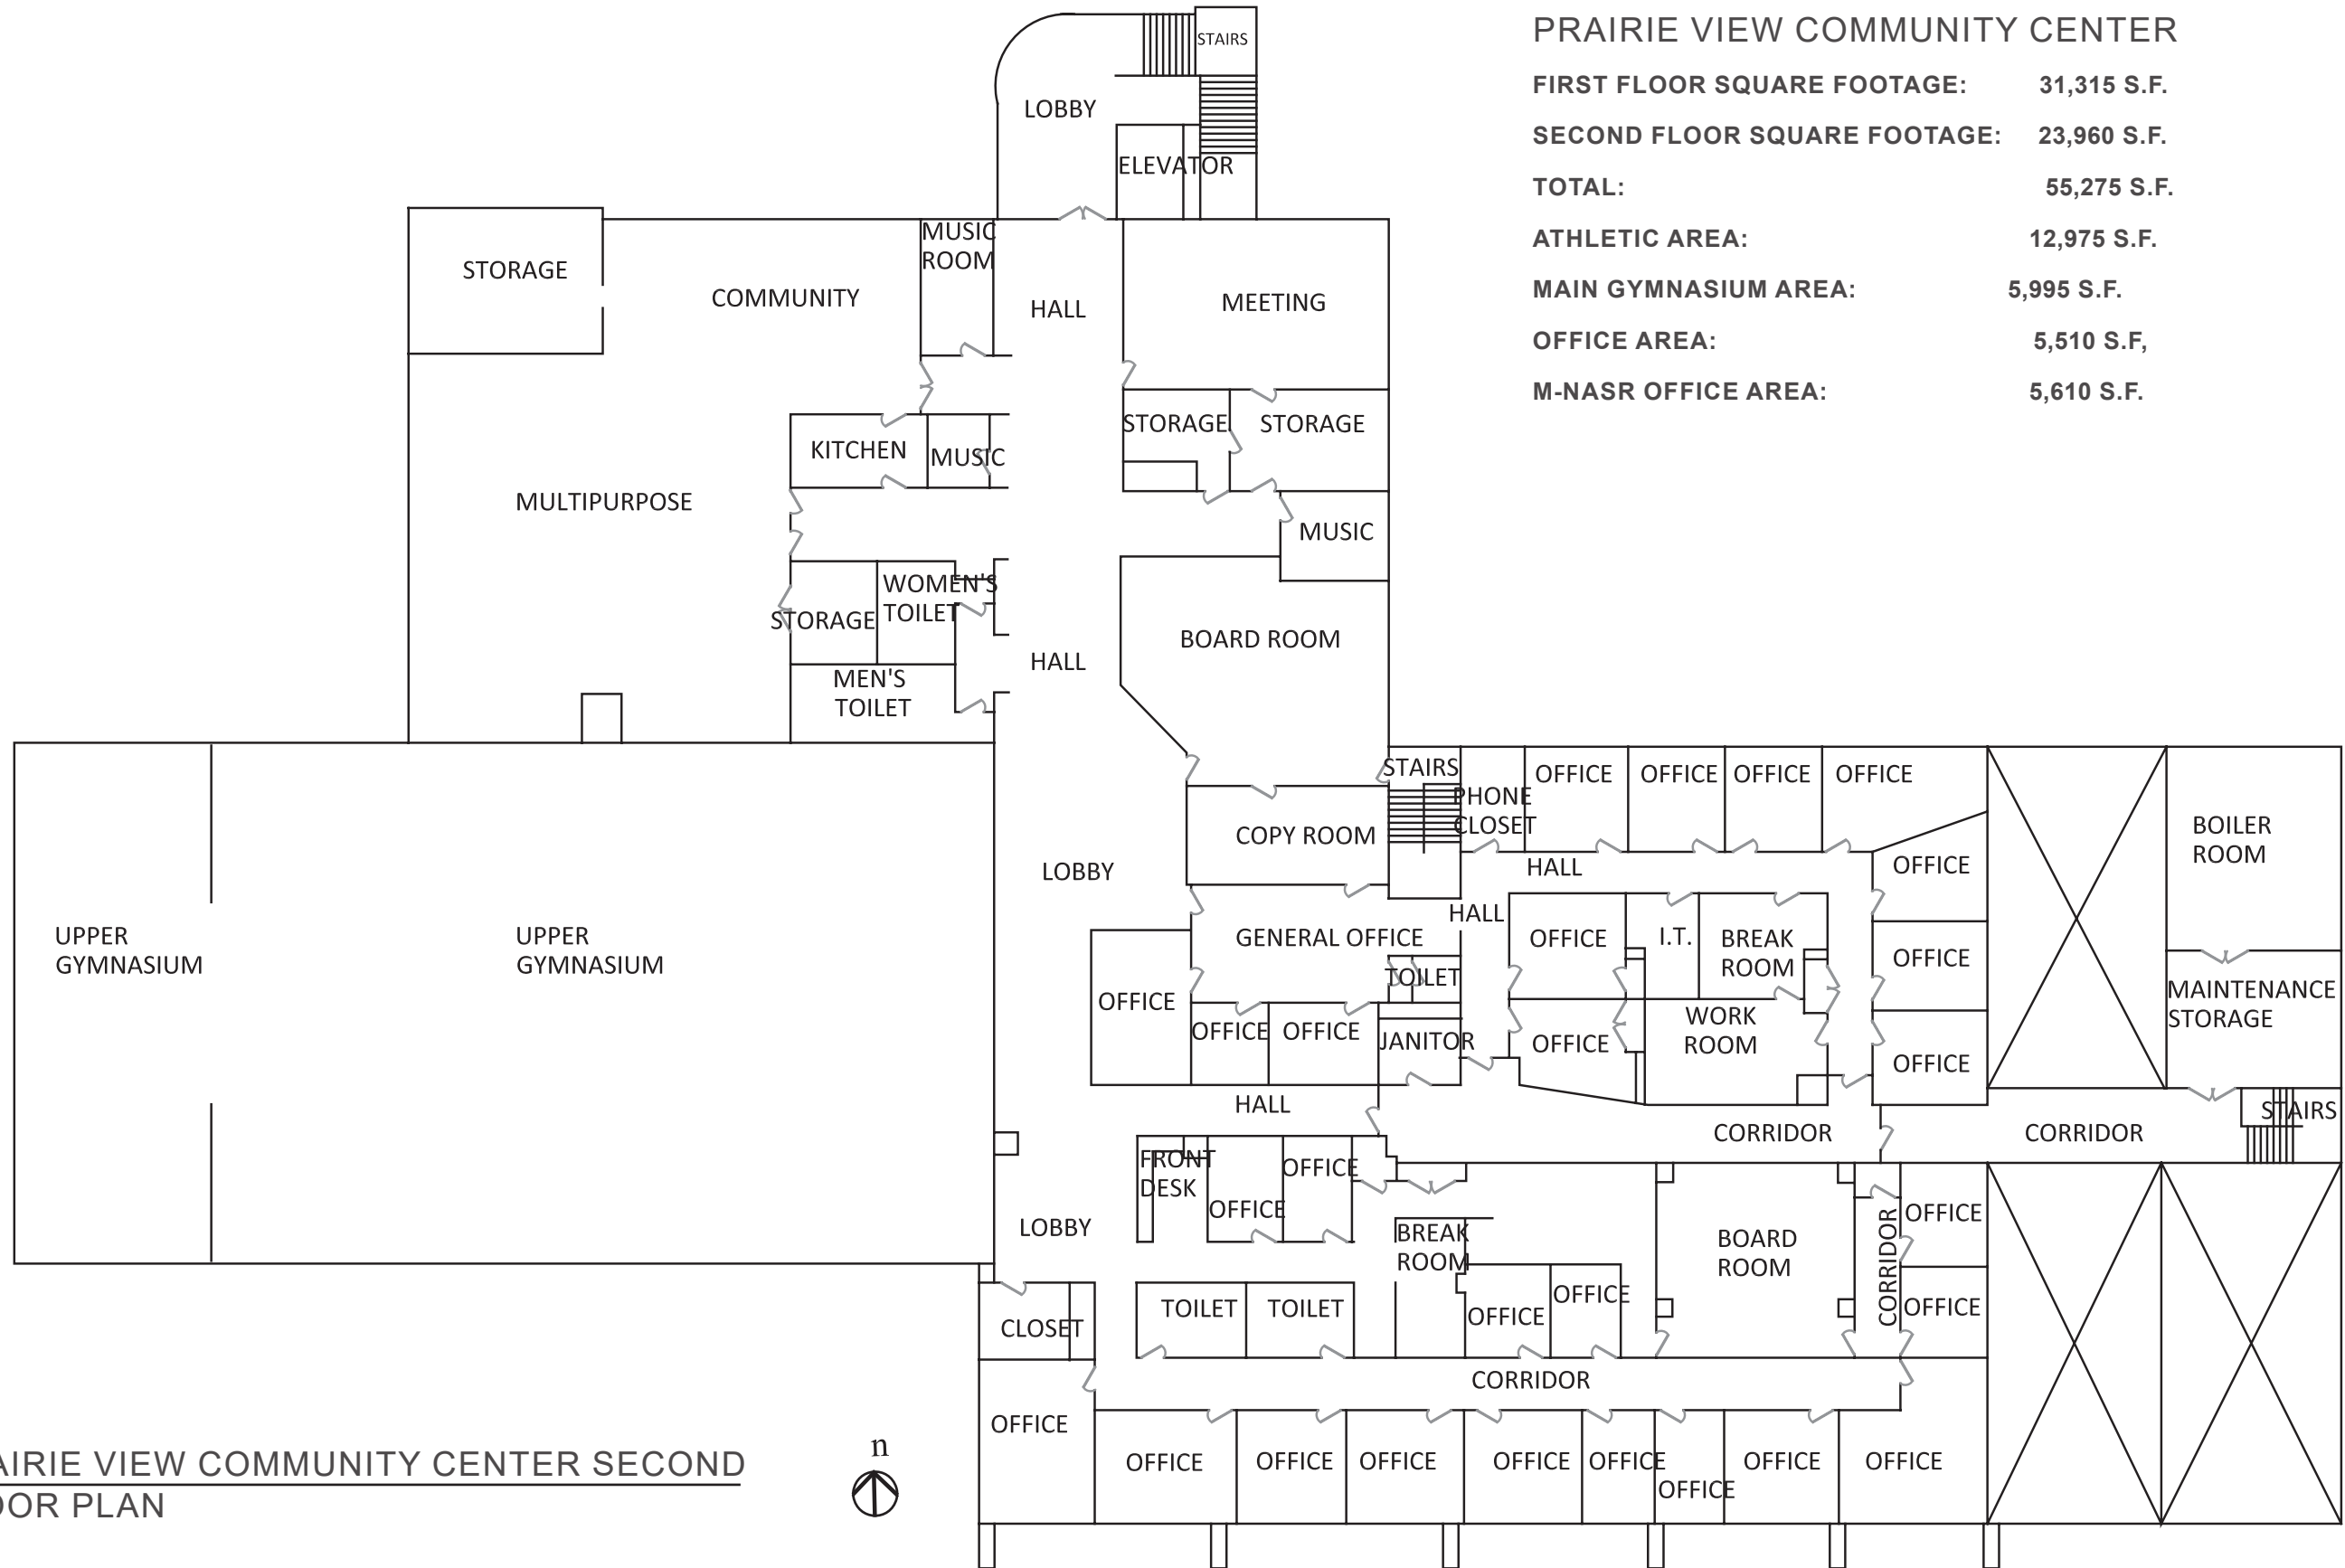 PRAIRIE VIEW COMMUNITY CENTER
FIRST FLOOR SQUARE FOOTAGE: 31,315 S.F.
SECOND FLOOR SQUARE FOOTAGE: 23,960 S.F.
TOTAL: 55,275 S.F.
ATHLETIC AREA: 12,975 S.F.
MAIN GYMNASIUM AREA: 5,995 S.F.
OFFICE AREA: 5,510 S.F,
M-NASR OFFICE AREA: 5,610 S.F.
STAIRS
LOBBY
ELEVATOR
MUSIC
ROOM
STORAGE
COMMUNITY
HALL
MEETING
KITCHEN
MUSIC
STORAGE
STORAGE
MULTIPURPOSE
MUSIC
WOMEN'S
TOILET
STORAGE
BOARD ROOM
HALL
MEN'S
TOILET
STAIRS
PHONE
CLOSET
OFFICE
OFFICE
OFFICE
OFFICE
COPY ROOM
BOILER
ROOM
LOBBY
HALL
OFFICE
HALL
UPPER
GYMNASIUM
UPPER
GYMNASIUM
GENERAL OFFICE
OFFICE
I.T.
BREAK
ROOM
OFFICE
TOILET
OFFICE
MAINTENANCE
STORAGE
OFFICE
OFFICE
JANITOR
OFFICE
WORK
ROOM
OFFICE
HALL
CORRIDOR
CORRIDOR
STAIRS
FRONT
DESK
OFFICE
OFFICE
LOBBY
BREAK
ROOM
BOARD
ROOM
CORRIDOR
OFFICE
OFFICE
CLOSET
TOILET
TOILET
OFFICE
OFFICE
CORRIDOR
OFFICE
OFFICE
OFFICE
OFFICE
OFFICE
OFFICE
OFFICE
OFFICE
OFFICE
n
AIRIE VIEW COMMUNITY CENTER SECOND
OOR PLAN